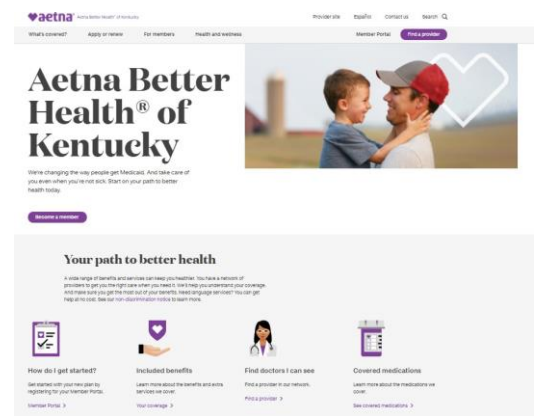 aetna Aetna Better Health® of Kentucky
Provider site Español Contact us Search
What's covered? Apply or renew For members Health and wellness Member Portal Find a provider
Aetna Better
Health® of
Kentucky
We're changing the way people get Medicaid. And take care of
you even when you're not sick. Start on your path to better
health today.
Become a member
Your path to better health
A wide range of benefits and services can keep you healthier. You have a network of
providers to get you the right care when you need it. We'll help you understand your coverage.
And make sure you get the most out of your benefits. Need language services? You can get
help at no cost. See our non-discrimination notice to learn more.
How do I get started?
Get started with your new plan by
registering for your Member Portal.
Member Portal >
Included benefits
Learn more about the benefits and extra
services we cover.
Your coverage >
Find doctors I can see
Find a provider in our network.
Find a provider >
Covered medications
Learn more about the medications we
cover.
See covered medications >